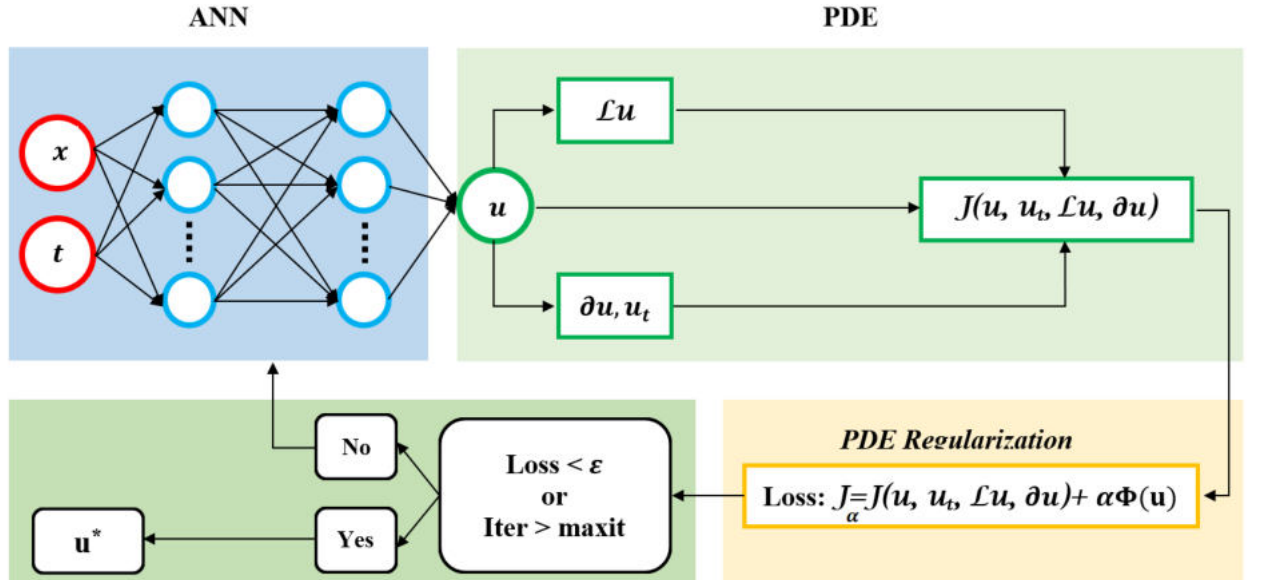 ANN
PDE
x
t
u
ℒu
∂u, uₜ
J(u, uₜ, ℒu, ∂u)
PDE Regularization
Loss: J_α=J(u, uₜ, ℒu, ∂u)+ αΦ(u)
Loss < ε
or
Iter > maxit
No
Yes
u*